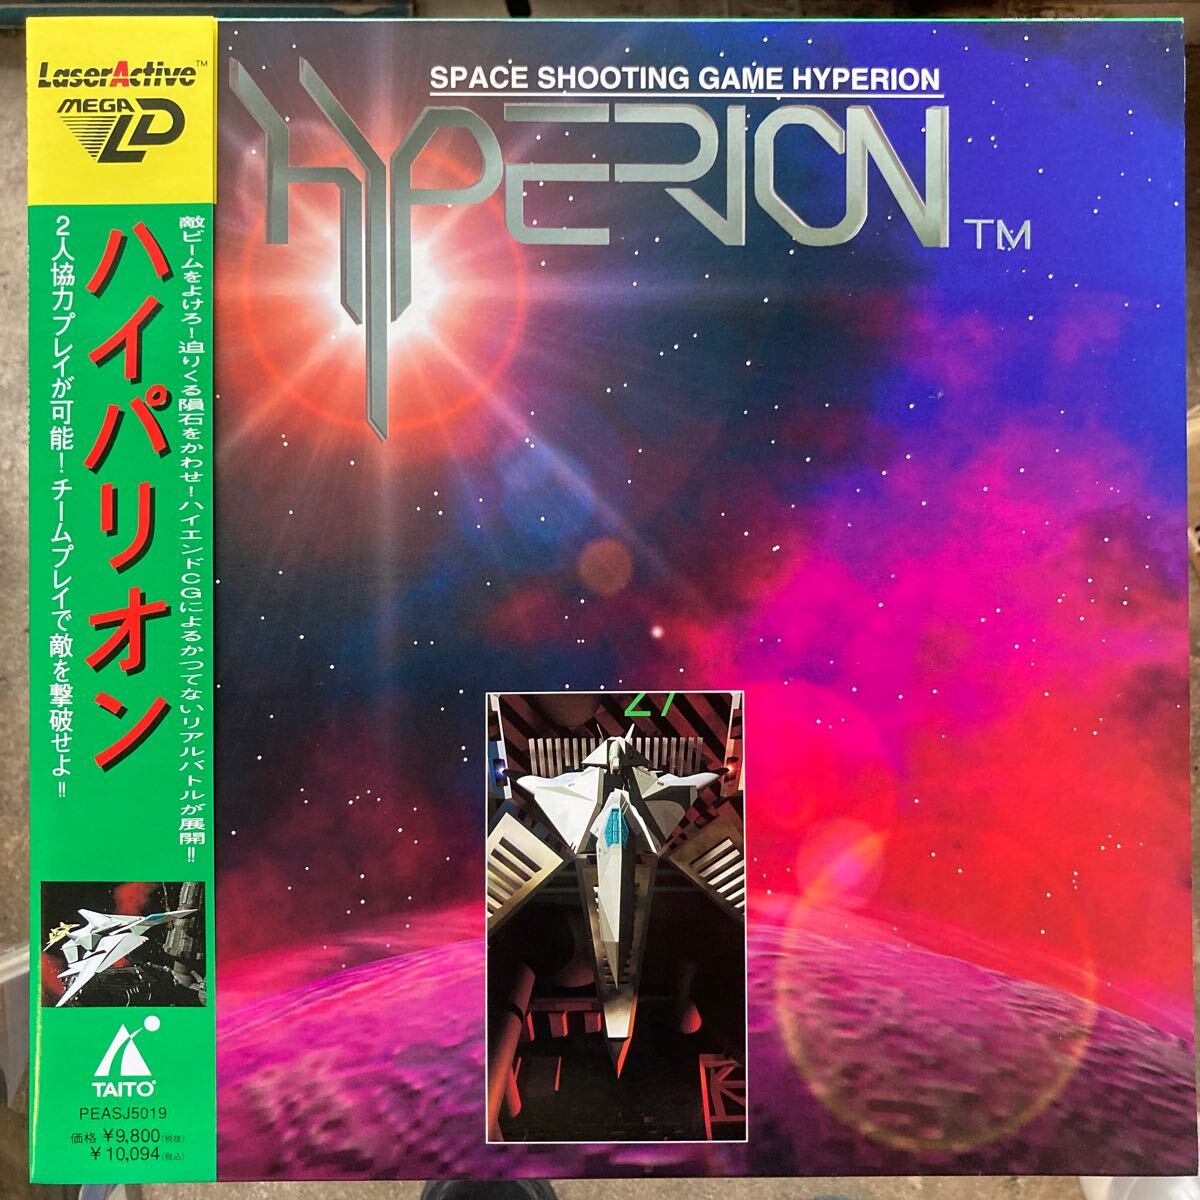 LaserActive™
MEGA LD
敵ビームをよけろ!迫りくる隕石をかわせ!ハイエンドCGによるかつてないリアルバトルが展開!!
ハイパリオン
2人協力プレイが可能!チームプレイで敵を撃破せよ!!
TAITO®
PEASJ5019
価格 ¥9,800(税抜)
¥10,094(税込)
SPACE SHOOTING GAME HYPERION
HYPERION™
27